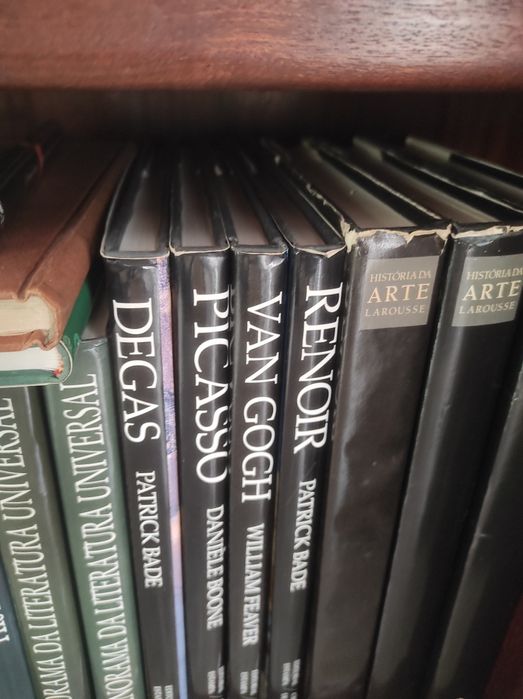 ORAMA DA LITERATURA UNIVERSAL
NORAMA DA LITERATURA UNIVERSAL
DEGAS PATRICK BADE
PICASSO DANIÈLE BOONE
VAN GOGH WILLIAM FEAVER
RENOIR PATRICK BADE
HISTÓRIA DA
ARTE
LAROUSSE
HISTÓRIA DA
ARTE
LAROUSSE